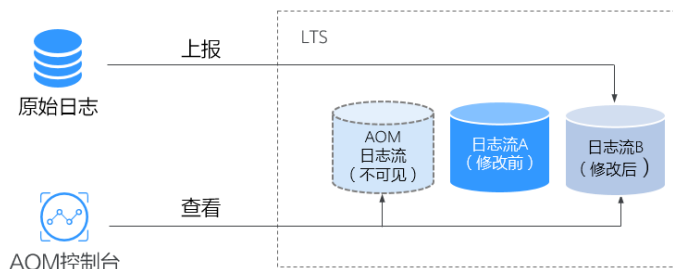 上报
LTS
原始日志
AOM
日志流
（不可见）
日志流A
（修改前）
日志流B
（修改后）
查看
AOM控制台